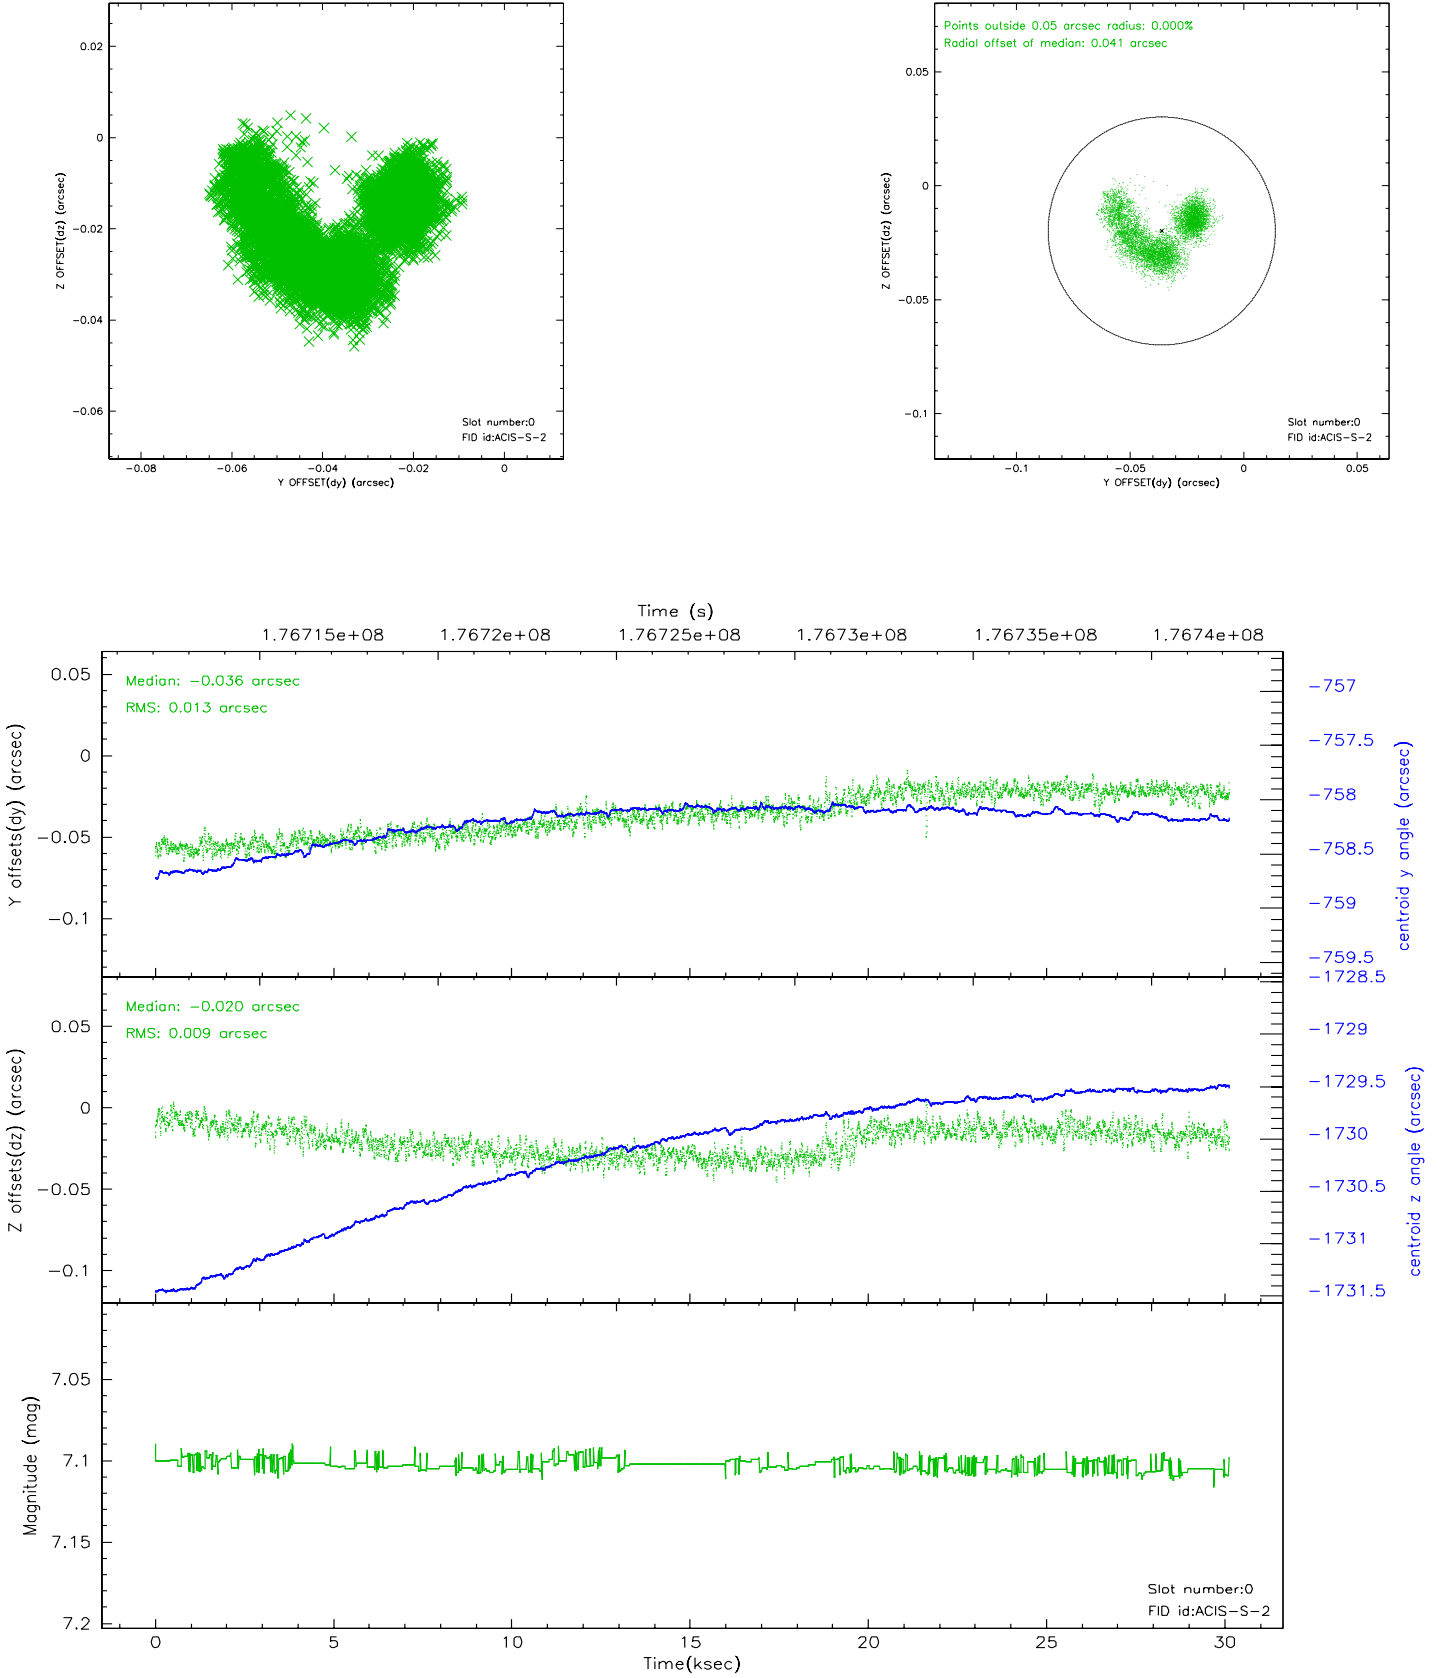 0.02
0
−0.02
−0.04
−0.06
Z OFFSET(dz) (arcsec)
Slot number:0
FID id:ACIS−S−2
−0.08
−0.06
−0.04
−0.02
0
Y OFFSET(dy) (arcsec)
Points outside 0.05 arcsec radius: 0.000%
Radial offset of median: 0.041 arcsec
0.05
0
−0.05
−0.1
Z OFFSET(dz) (arcsec)
Slot number:0
FID id:ACIS−S−2
−0.1
−0.05
0
0.05
Y OFFSET(dy) (arcsec)
Time (s)
1.76715e+08
1.7672e+08
1.76725e+08
1.7673e+08
1.76735e+08
1.7674e+08
Median: −0.036 arcsec
RMS: 0.013 arcsec
0.05
0
−0.05
−0.1
Y offsets(dy) (arcsec)
−757
−757.5
−758
−758.5
−759
−759.5
centroid y angle (arcsec)
Median: −0.020 arcsec
RMS: 0.009 arcsec
0.05
0
−0.05
−0.1
Z offsets(dz) (arcsec)
−1728.5
−1729
−1729.5
−1730
−1730.5
−1731
−1731.5
centroid z angle (arcsec)
7.05
7.1
7.15
7.2
Magnitude (mag)
Slot number:0
FID id:ACIS−S−2
0
5
10
15
20
25
30
Time(ksec)